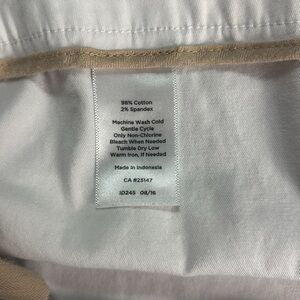 98% Cotton
2% Spandex
Machine Wash Cold
Gentle Cycle
Only Non-Chlorine
Bleach When Needed
Tumble Dry Low
Warm Iron, If Needed
Made in Indonesia
CA #25147
ID245 08/16